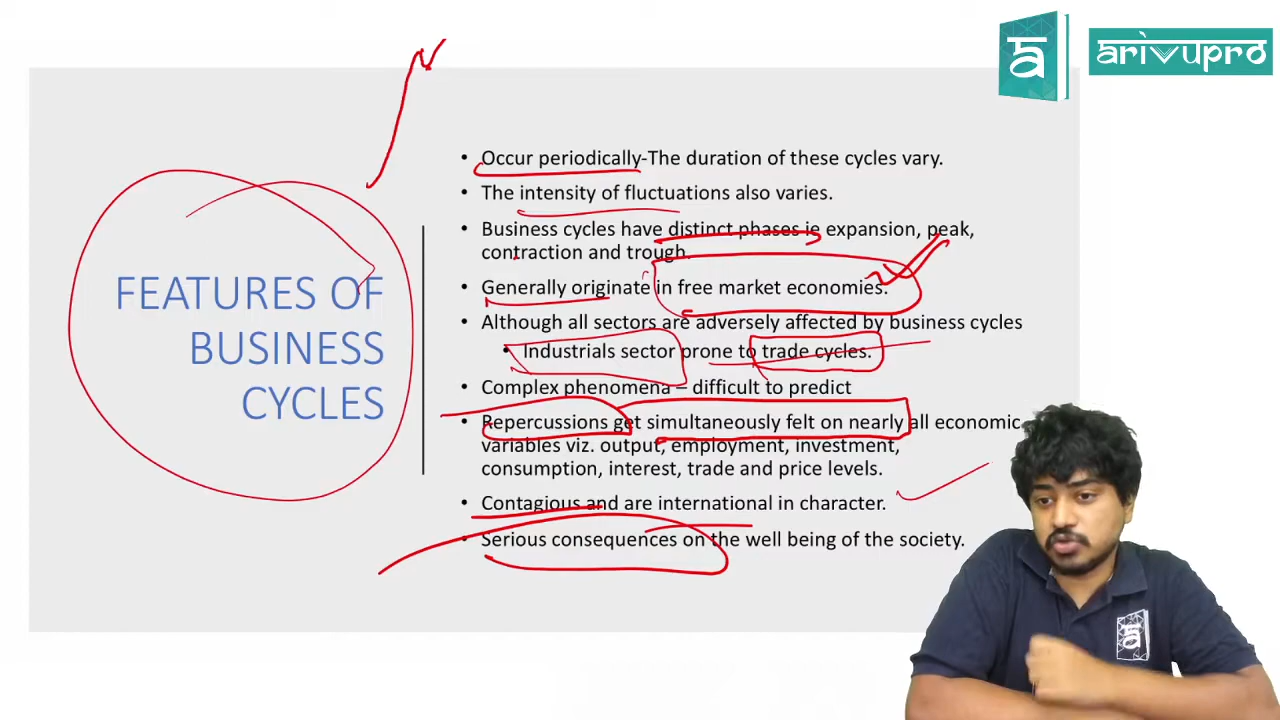 a
arivupro
FEATURES OF
BUSINESS
CYCLES
• Occur periodically-The duration of these cycles vary.
• The intensity of fluctuations also varies.
• Business cycles have distinct phases ie expansion, peak,
contraction and trough.
• Generally originate in free market economies.
• Although all sectors are adversely affected by business cycles
• Industrials sector prone to trade cycles.
• Complex phenomena – difficult to predict
• Repercussions get simultaneously felt on nearly all economic
variables viz. output, employment, investment,
consumption, interest, trade and price levels.
• Contagious and are international in character.
• Serious consequences on the well being of the society.
a